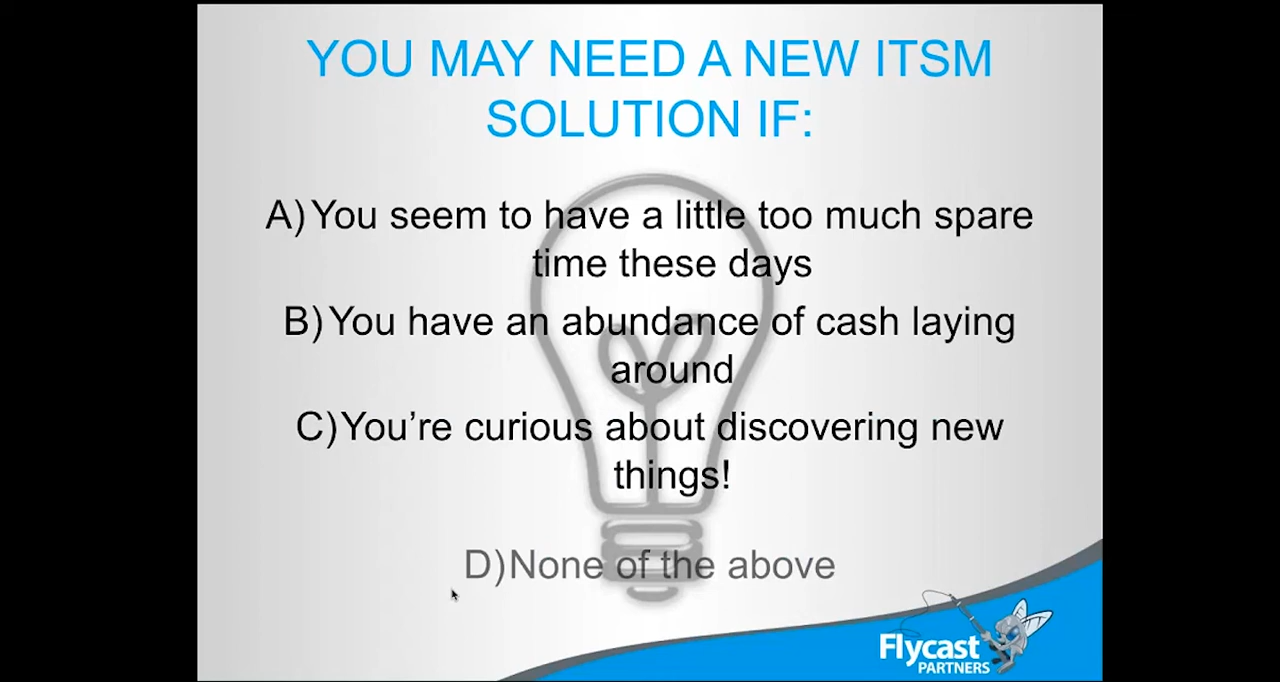 YOU MAY NEED A NEW ITSM
SOLUTION IF:
A) You seem to have a little too much spare
time these days
B) You have an abundance of cash laying
around
C) You’re curious about discovering new
things!
D) None of the above
Flycast
PARTNERS